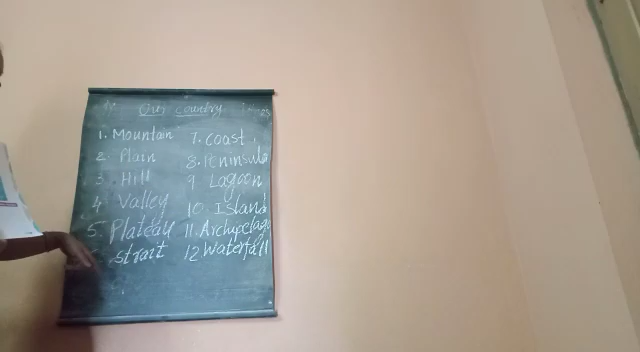 Our country
1. Mountain
2 Plain
3 Hill
4 Valley
5. Plateau
strait
7. coast
8. Peninsula
9 Lagoon
10. Island
11. Archipelago
12 Waterfall